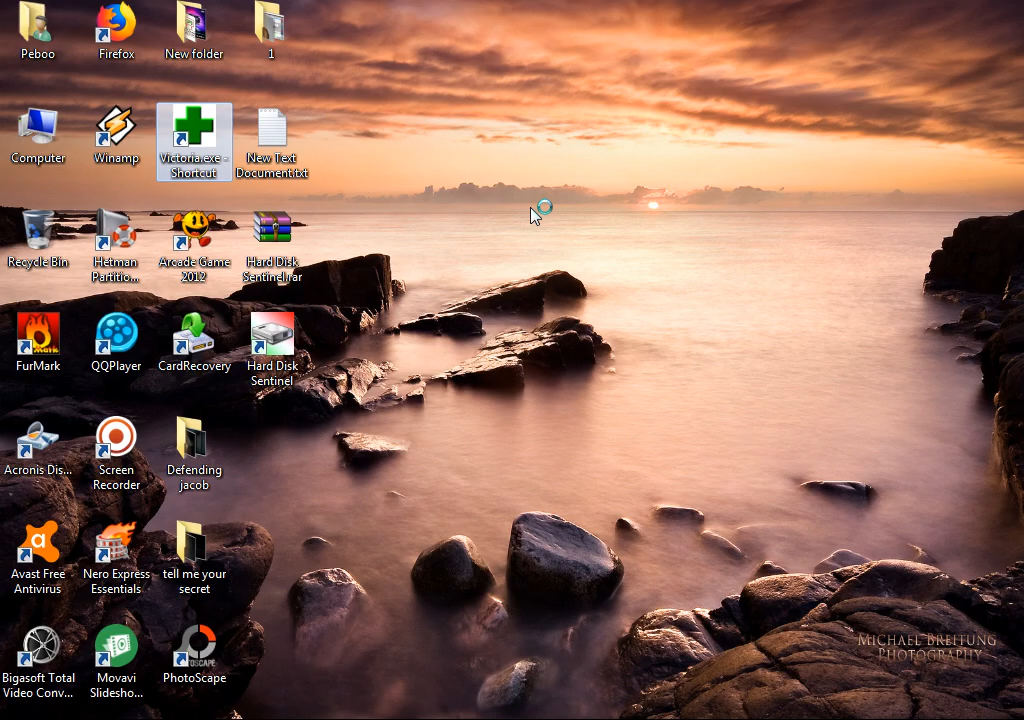 Peboo
Firefox
New folder
1
Computer
Winamp
Victoria.exe -
Shortcut
New Text
Document.txt
Recycle Bin
Hetman
Partitio...
Arcade Game
2012
Hard Disk
Sentinel.rar
FurMark
QQPlayer
CardRecovery
Hard Disk
Sentinel
Acronis Dis...
Screen
Recorder
Defending
jacob
Avast Free
Antivirus
Nero Express
Essentials
tell me your
secret
Bigasoft Total
Video Conv...
Movavi
Slidesho...
PhotoScape
Michael Breitung
Photography